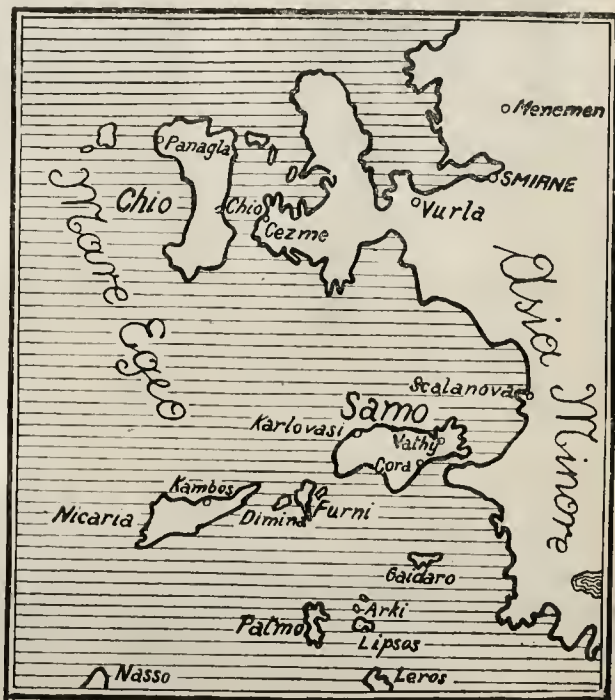 Menemen
Panagia
SMIRNE
Chio
Chio
Vurla
Cezme
Mare Egeo
Asia Minore
Scalanova
Samo
Karlovasi
Vathy
Cora
Kambos
Nicaria
Dimina
Furni
Gaidaro
Arki
Patmo
Lipsos
Nasso
Leros